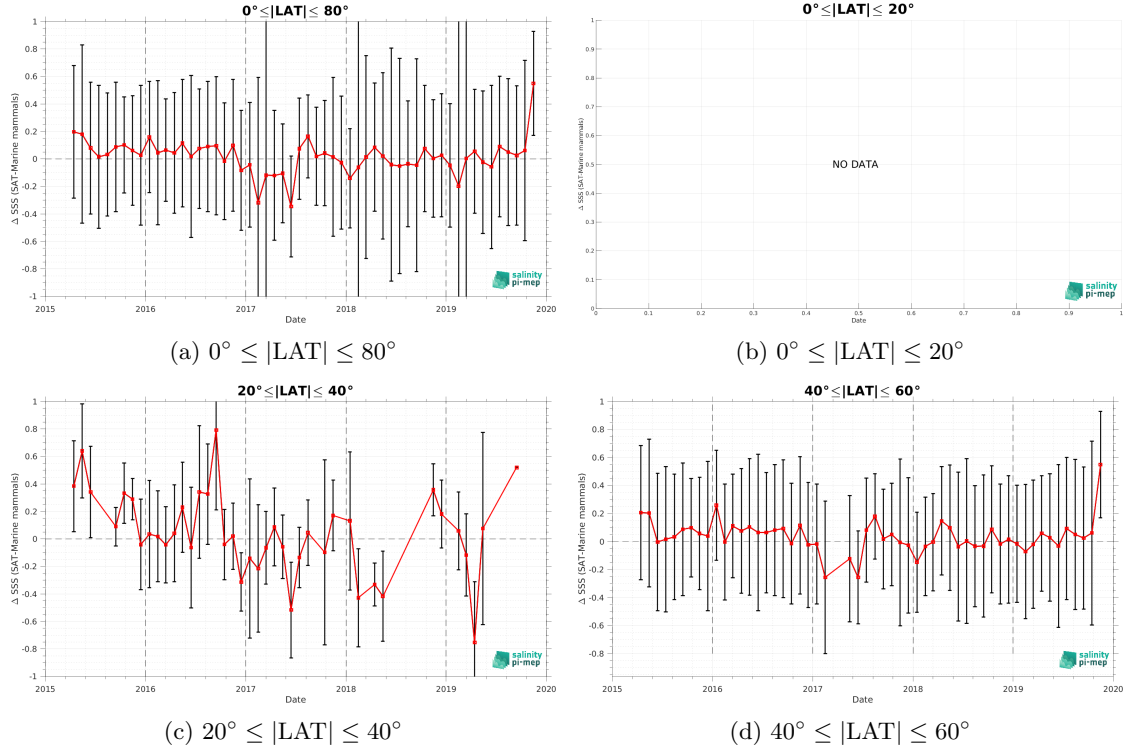 0°≤|LAT|≤ 80°
1
0.8
0.6
0.4
0.2
0
-0.2
-0.4
-0.6
-0.8
-1
Δ SSS (SAT-Marine mammals)
2015 2016 2017 2018 2019 2020
Date
salinity
pi-mep
(a) 0° ≤ |LAT| ≤ 80°
0°≤|LAT|≤ 20°
1
0.9
0.8
0.7
0.6
0.5
0.4
0.3
0.2
0.1
0
Δ SSS (SAT-Marine mammals)
NO DATA
0 0.1 0.2 0.3 0.4 0.5 0.6 0.7 0.8 0.9 1
Date
salinity
pi-mep
(b) 0° ≤ |LAT| ≤ 20°
20°≤|LAT|≤ 40°
1
0.8
0.6
0.4
0.2
0
-0.2
-0.4
-0.6
-0.8
-1
Δ SSS (SAT-Marine mammals)
2015 2016 2017 2018 2019 2020
Date
salinity
pi-mep
(c) 20° ≤ |LAT| ≤ 40°
40°≤|LAT|≤ 60°
1
0.8
0.6
0.4
0.2
0
-0.2
-0.4
-0.6
-0.8
Δ SSS (SAT-Marine mammals)
2015 2016 2017 2018 2019 2020
Date
salinity
pi-mep
(d) 40° ≤ |LAT| ≤ 60°